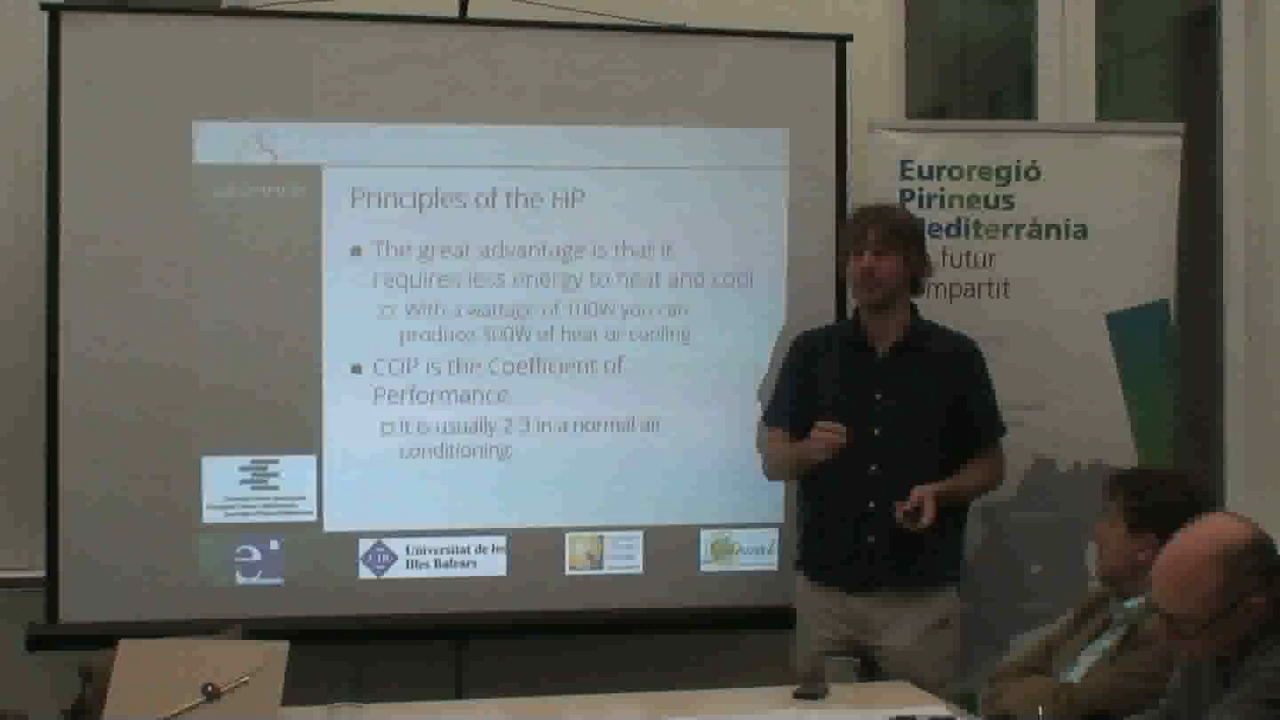 Principles of the HP
The great advantage is that it
requires less energy to heat and cool
With a wattage of 100W you can
produce 300W of heat or cooling
COP is the Coefficient of
Performance
It is usually 2-3 in a normal air
conditioning
Universitat de les
Illes Balears
Euroregió
Pirineus
Mediterrània
futur
mpartit